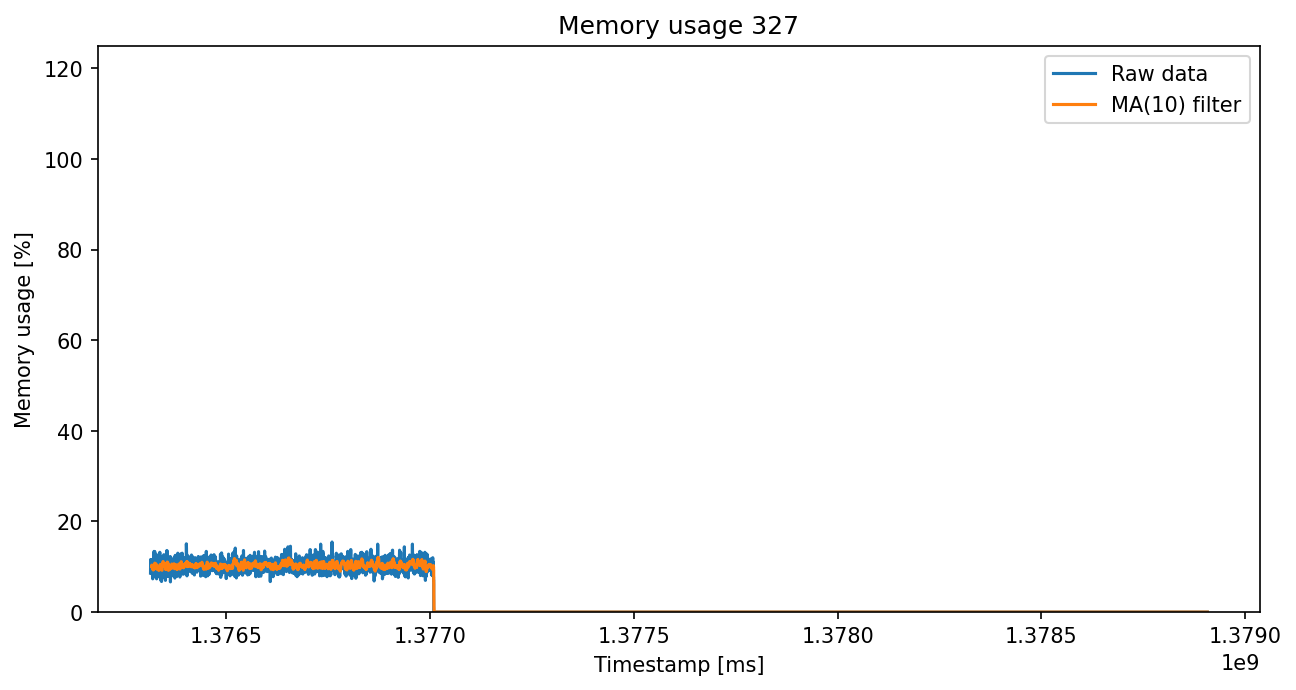 Memory usage 327
Raw data
MA(10) filter
Memory usage [%]
120
100
80
60
40
20
0
1.3765 1.3770 1.3775 1.3780 1.3785 1.3790
1e9
Timestamp [ms]